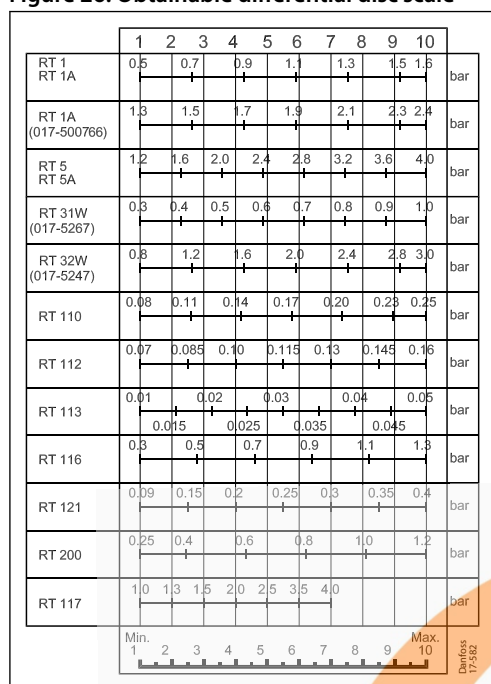 Figure 20: Obtainable differential disc scale
1 2 3 4 5 6 7 8 9 10
RT 1
RT 1A
0.5 0.7 0.9 1.1 1.3 1.5 1.6
bar
RT 1A
(017-500766)
1.3 1.5 1.7 1.9 2.1 2.3 2.4
bar
RT 5
RT 5A
1.2 1.6 2.0 2.4 2.8 3.2 3.6 4.0
bar
RT 31W
(017-5267)
0.3 0.4 0.5 0.6 0.7 0.8 0.9 1.0
bar
RT 32W
(017-5247)
0.8 1.2 1.6 2.0 2.4 2.8 3.0
bar
RT 110
0.08 0.11 0.14 0.17 0.20 0.23 0.25
bar
RT 112
0.07 0.085 0.10 0.115 0.13 0.145 0.16
bar
RT 113
0.01 0.02 0.03 0.04 0.05
0.015 0.025 0.035 0.045
bar
RT 116
0.3 0.5 0.7 0.9 1.1 1.3
bar
RT 121
0.09 0.15 0.2 0.25 0.3 0.35 0.4
bar
RT 200
0.25 0.4 0.6 0.8 1.0 1.2
bar
RT 117
1.0 1.3 1.5 2.0 2.5 3.5 4.0
bar
Min. Max.
1 2 3 4 5 6 7 8 9 10
Danfoss
17-582